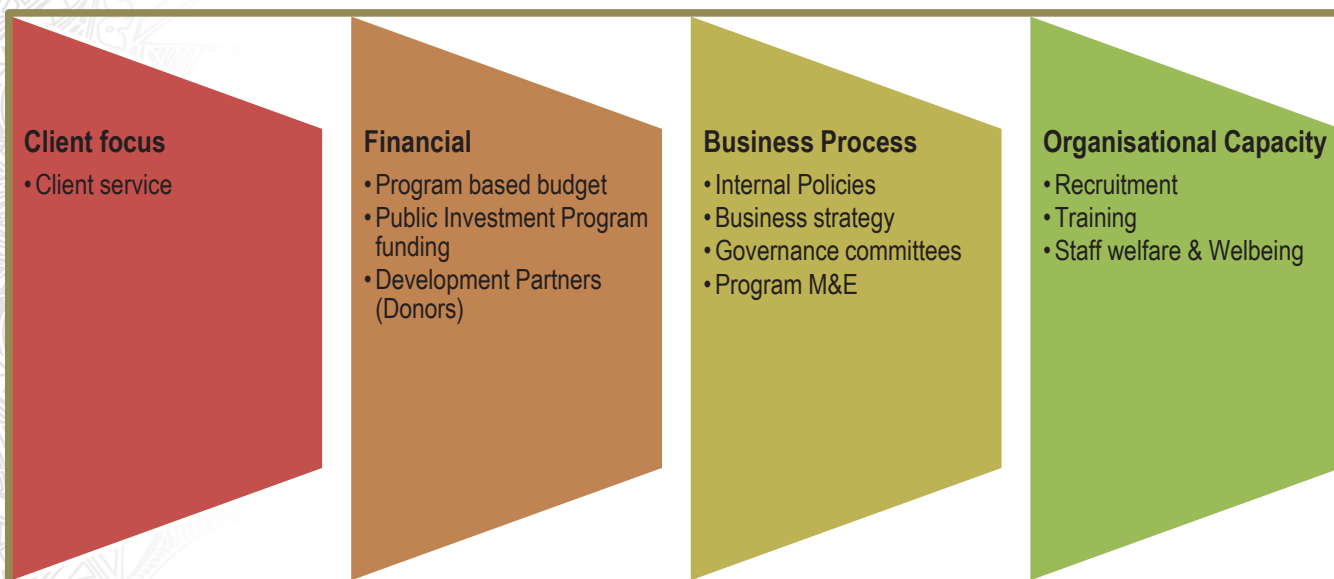 Client focus
• Client service
Financial
• Program based budget
• Public Investment Program
funding
• Development Partners
(Donors)
Business Process
• Internal Policies
• Business strategy
• Governance committees
• Program M&E
Organisational Capacity
• Recruitment
• Training
• Staff welfare & Welbeing